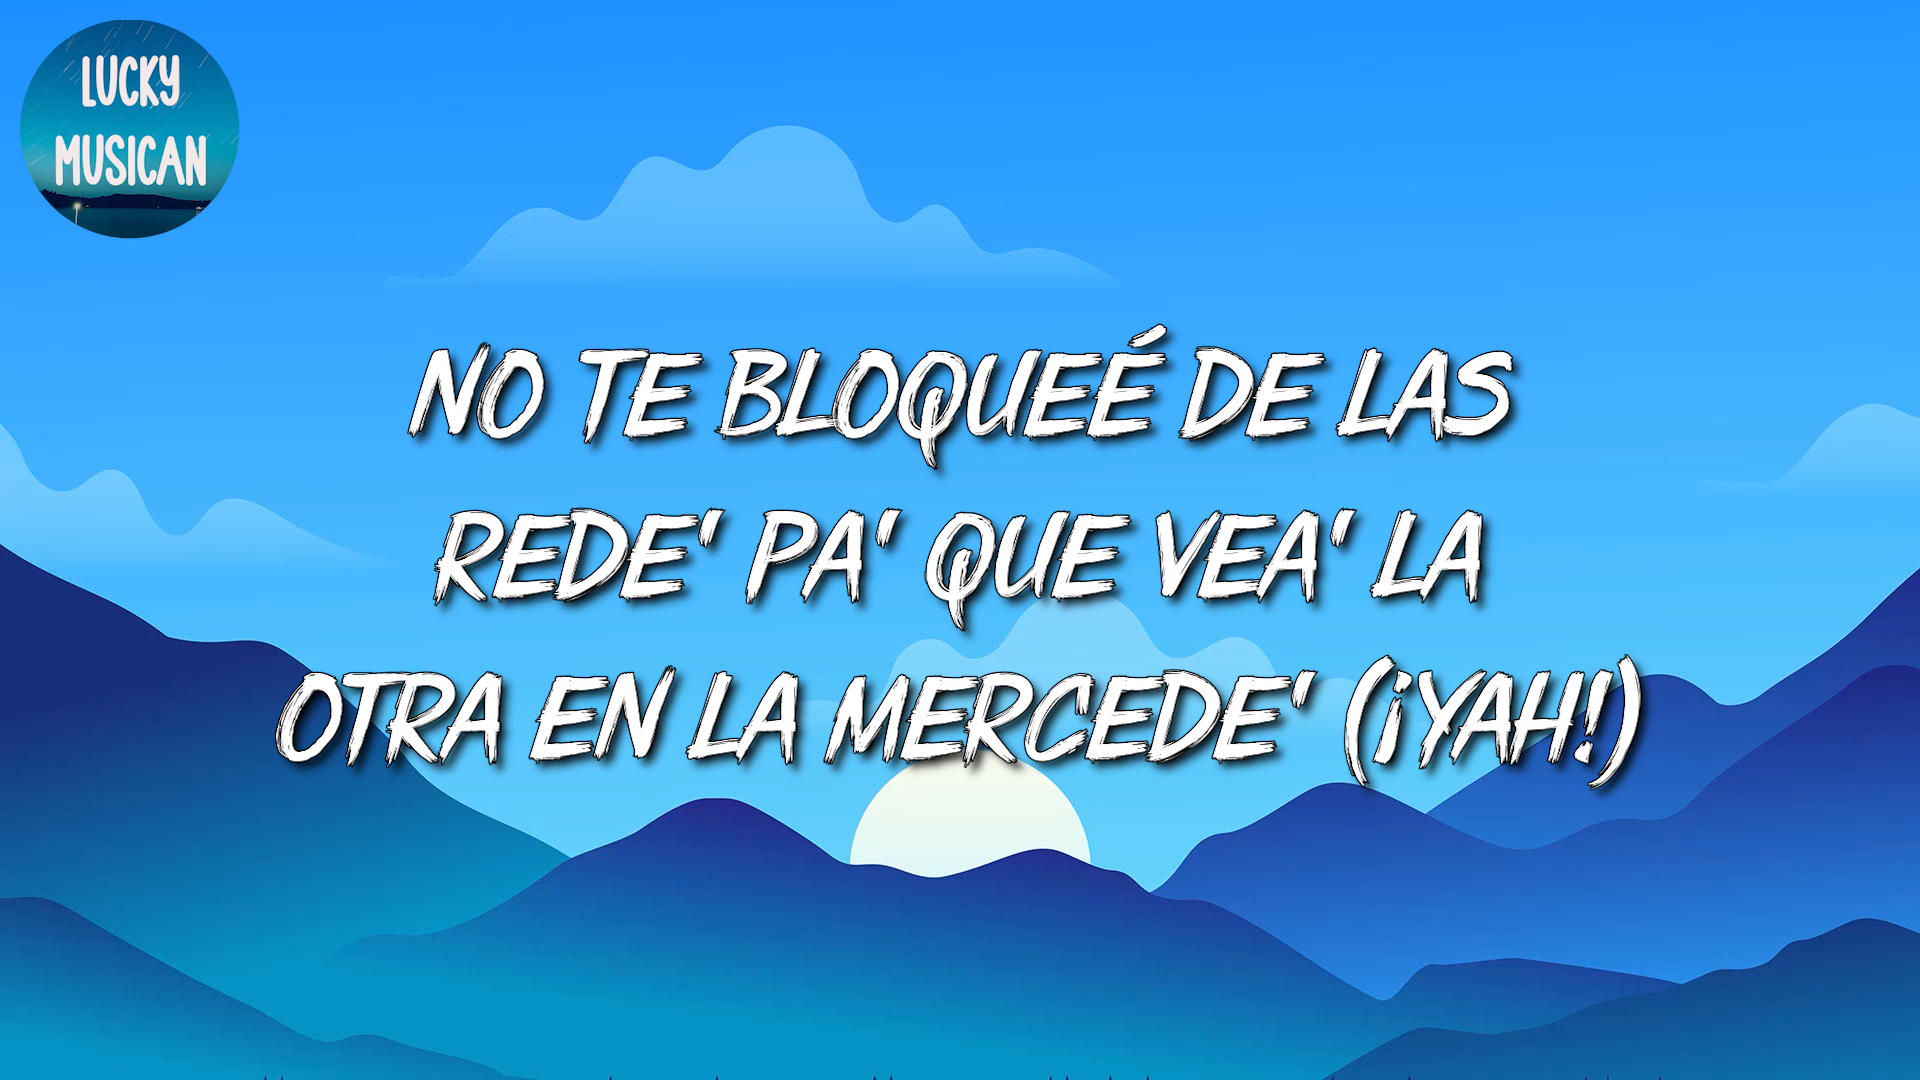 LUCKY
MUSICAN
NO TE BLOQUEÉ DE LAS
REDE' PA' QUE VEA' LA
OTRA EN LA MERCEDE' (¡YAH!)